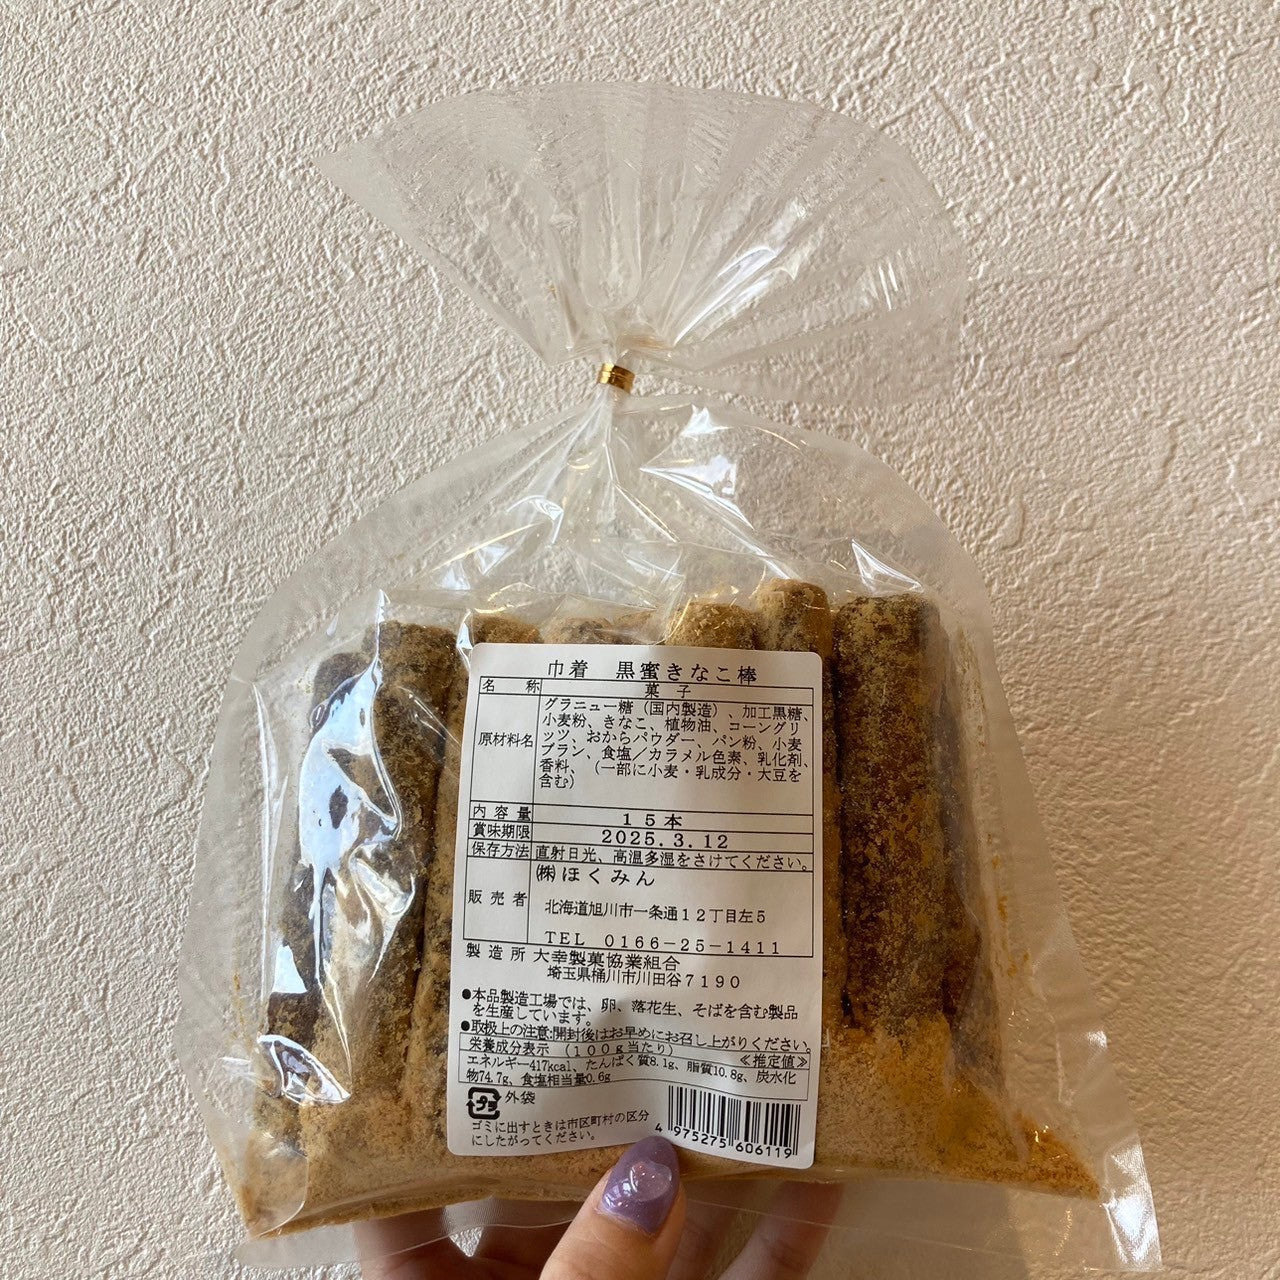 巾着　黒蜜きなこ棒
名　称 菓子
原材料名 グラニュー糖（国内製造）、加工黒糖、
小麦粉、きなこ、植物油、コーングリ
ッツ、おからパウダー、パン粉、小麦
ブラン、食塩／カラメル色素、乳化剤、
香料、（一部に小麦・乳成分・大豆を
含む）
内容量 １５本
賞味期限 2025.3.12
保存方法 直射日光、高温多湿をさけてください。
販売者 ㈱ほくみん
北海道旭川市一条通１２丁目左５
TEL 0166-25-1411
製造所 大幸製菓協業組合
埼玉県桶川市川田谷７１９０
●本品製造工場では、卵、落花生、そばを含む製品
を生産しています。
●取扱上の注意:開封後はお早めにお召し上がりください。
栄養成分表示（１００ｇ当たり）≪推定値≫
エネルギー417kcal、たんぱく質8.1g、脂質10.8g、炭水化
物74.7g、食塩相当量0.6g
プラ 外袋
ゴミに出すときは市区町村の区分
にしたがってください。
4 975275 606119